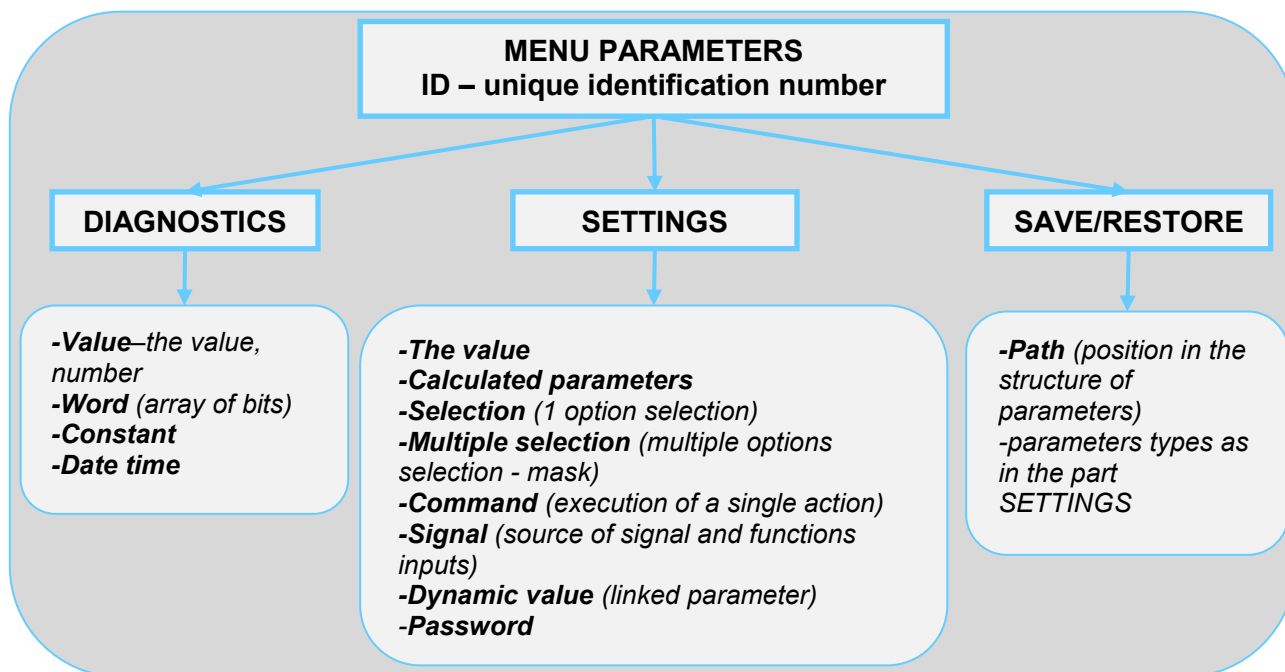 MENU PARAMETERS
ID – unique identification number
DIAGNOSTICS
SETTINGS
SAVE/RESTORE
-Value–the value,
number
-Word (array of bits)
-Constant
-Date time
-The value
-Calculated parameters
-Selection (1 option selection)
-Multiple selection (multiple options
selection - mask)
-Command (execution of a single action)
-Signal (source of signal and functions
inputs)
-Dynamic value (linked parameter)
-Password
-Path (position in the
structure of
parameters)
-parameters types as
in the part
SETTINGS